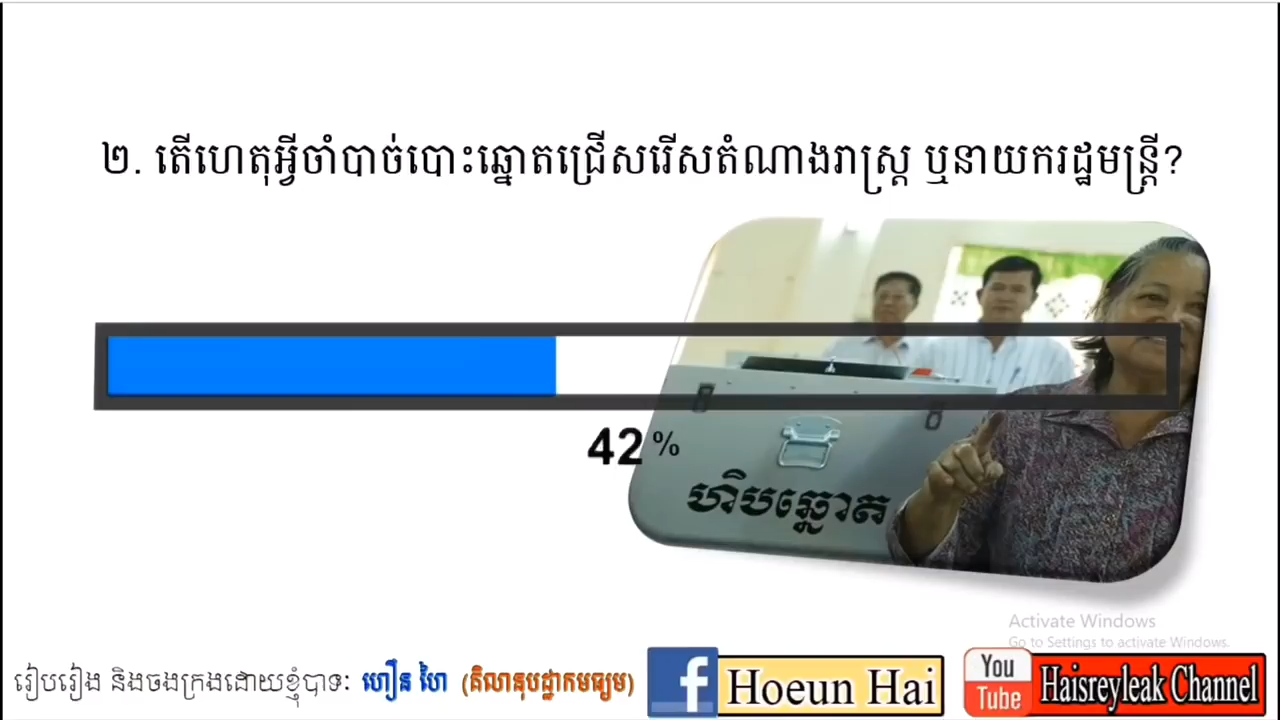 ២. តើហេតុអ្វីចាំបាច់បោះឆ្នោតជ្រើសរើសតំណាងរាស្ត្រ ឬនាយករដ្ឋមន្ត្រី?
42%
ហិបឆ្នោត
Activate Windows
Go to Settings to activate Windows.
រៀបរៀង និងចងក្រងដោយខ្ញុំបាទ: ហឿន ហៃ (គិលានុបដ្ឋាកមធ្យម)
f Hoeun Hai
You Tube Haisreyleak Channel